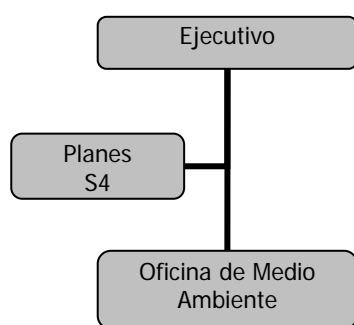 Ejecutivo
Planes
S4
Oficina de Medio
Ambiente